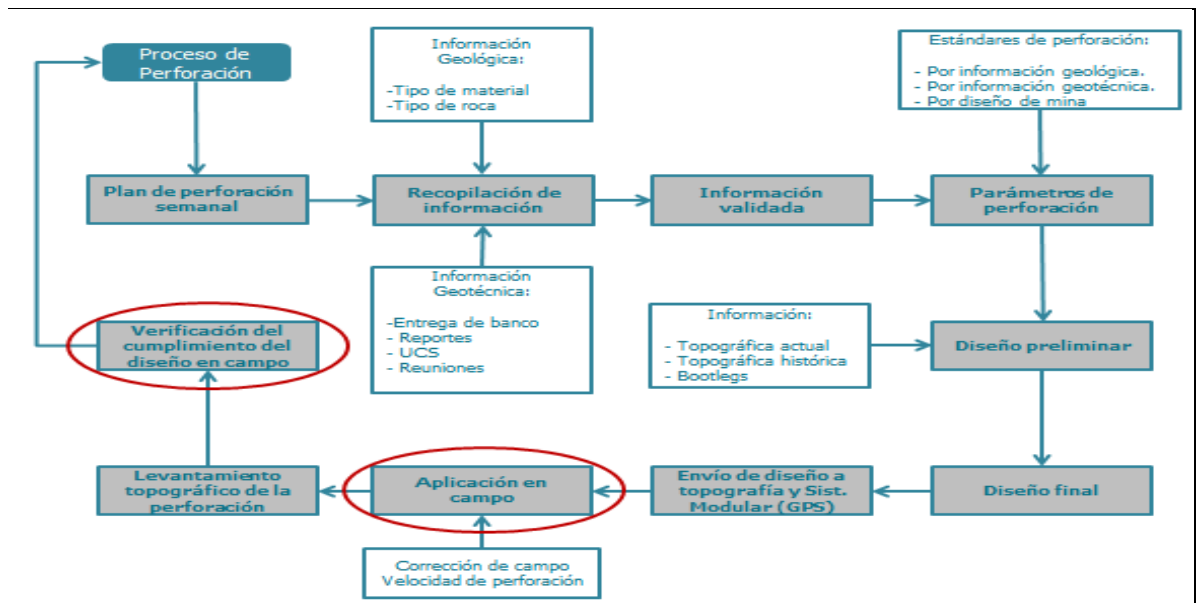 Proceso de
Perforación
Información
Geológica:
-Tipo de material
-Tipo de roca
Estándares de perforación:
- Por información geológica.
- Por información geotécnica.
- Por diseño de mina
Plan de perforación
semanal
Recopilación de
información
Información
validada
Parámetros de
perforación
Información
Geotécnica:
-Entrega de banco
- Reportes
- UCS
- Reuniones
Información:
- Topográfica actual
- Topográfica histórica
- Bootlegs
Verificación del
cumplimiento del
diseño en campo
Diseño preliminar
Levantamiento
topográfico de la
perforación
Aplicación en
campo
Envío de diseño a
topografía y Sist.
Modular (GPS)
Diseño final
Corrección de campo
Velocidad de perforación